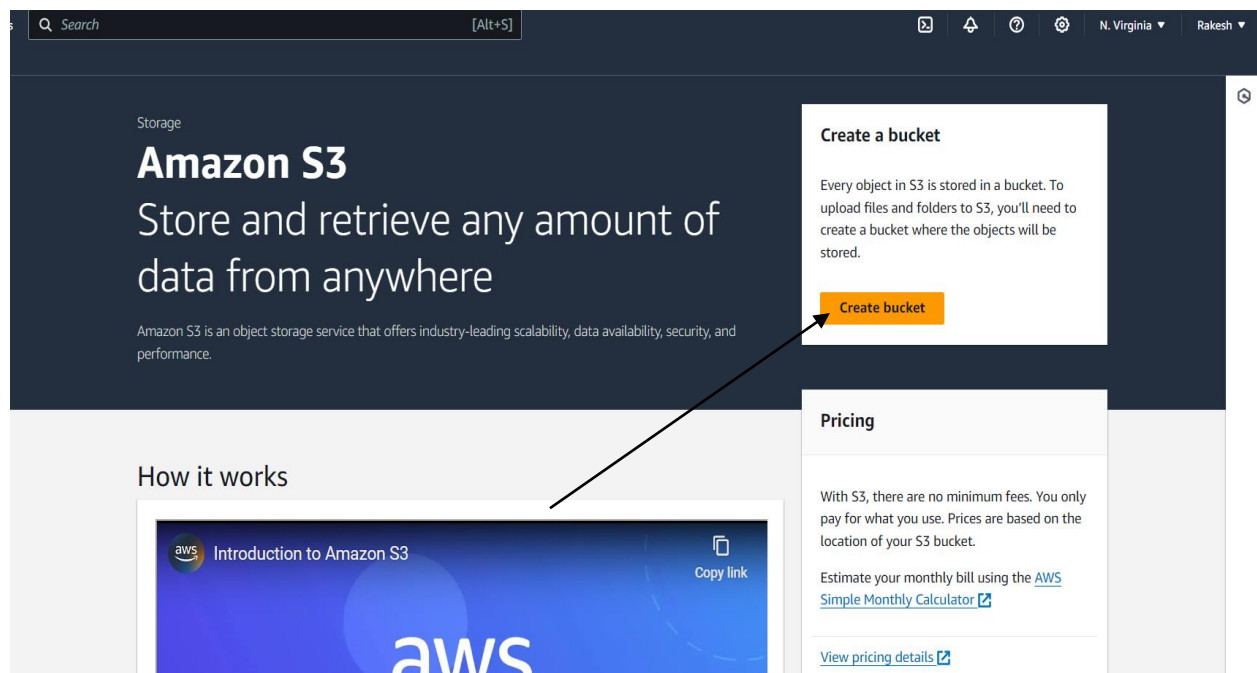 s
Search
[Alt+S]
N. Virginia ▼
Rakesh ▼
Storage
Amazon S3
Store and retrieve any amount of
data from anywhere
Amazon S3 is an object storage service that offers industry-leading scalability, data availability, security, and
performance.
Create a bucket
Every object in S3 is stored in a bucket. To
upload files and folders to S3, you'll need to
create a bucket where the objects will be
stored.
Create bucket
How it works
aws
Introduction to Amazon S3
Copy link
aws
Pricing
With S3, there are no minimum fees. You only
pay for what you use. Prices are based on the
location of your S3 bucket.
Estimate your monthly bill using the AWS
Simple Monthly Calculator
View pricing details